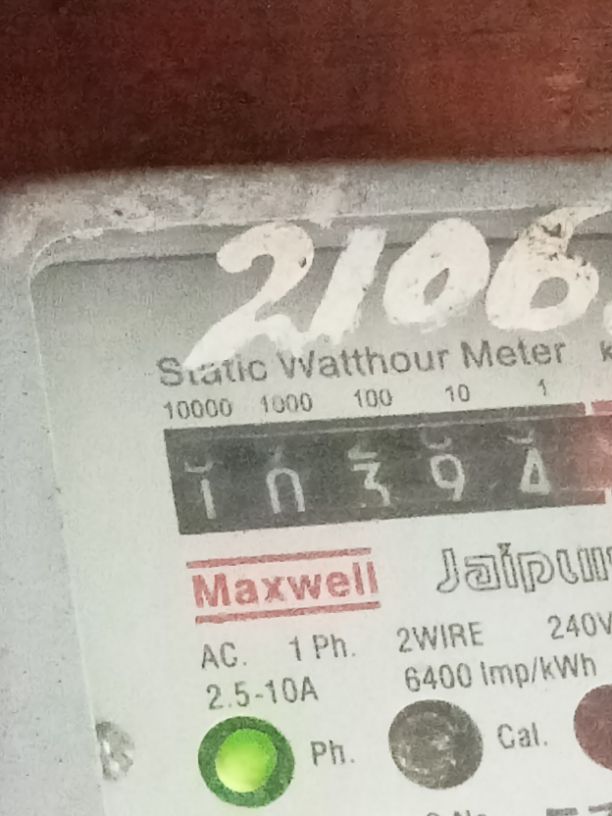 2106
Static Watthour Meter
10000 1000 100 10 1
10394
Maxwell
AC. 1 Ph. 2WIRE 240V
2.5-10A 6400 Imp/kWh
Ph. Cal.